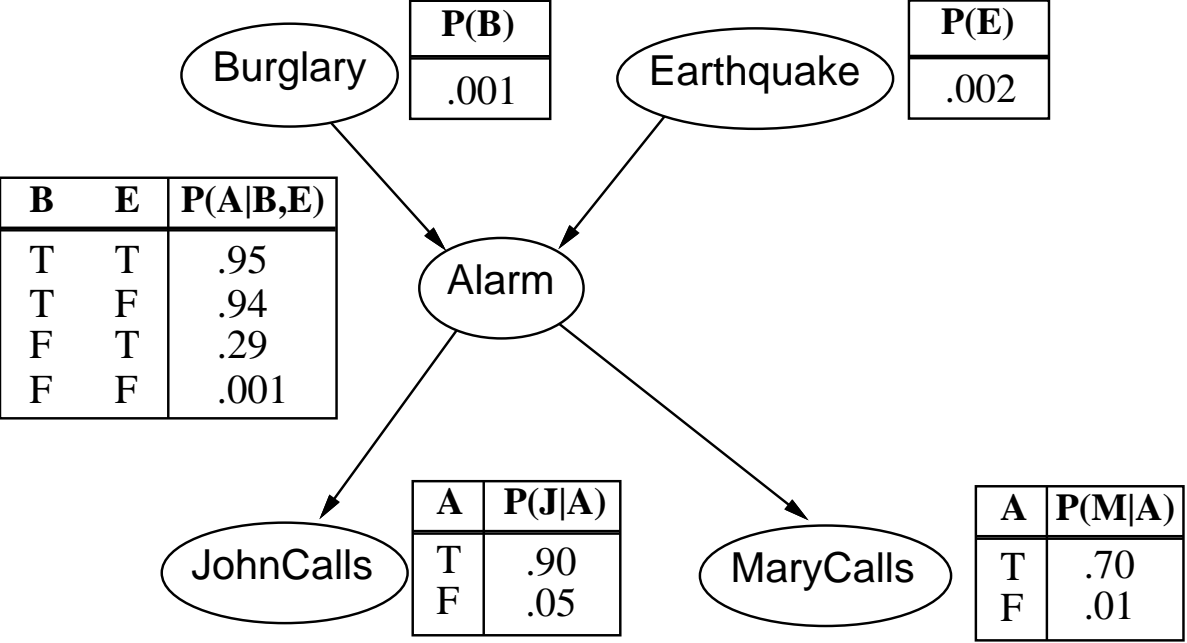 Burglary
P(B)
.001
Earthquake
P(E)
.002
B E P(A|B,E)
T T .95
T F .94
F T .29
F F .001
Alarm
JohnCalls
A P(J|A)
T .90
F .05
MaryCalls
A P(M|A)
T .70
F .01